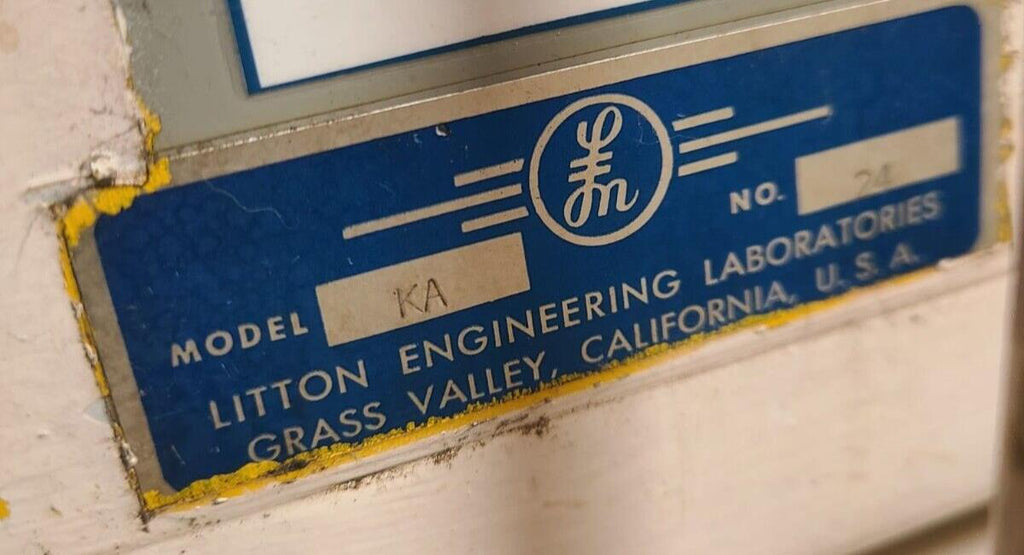 MODEL KA NO. 24
LITTON ENGINEERING LABORATORIES
GRASS VALLEY, CALIFORNIA, U. S. A.